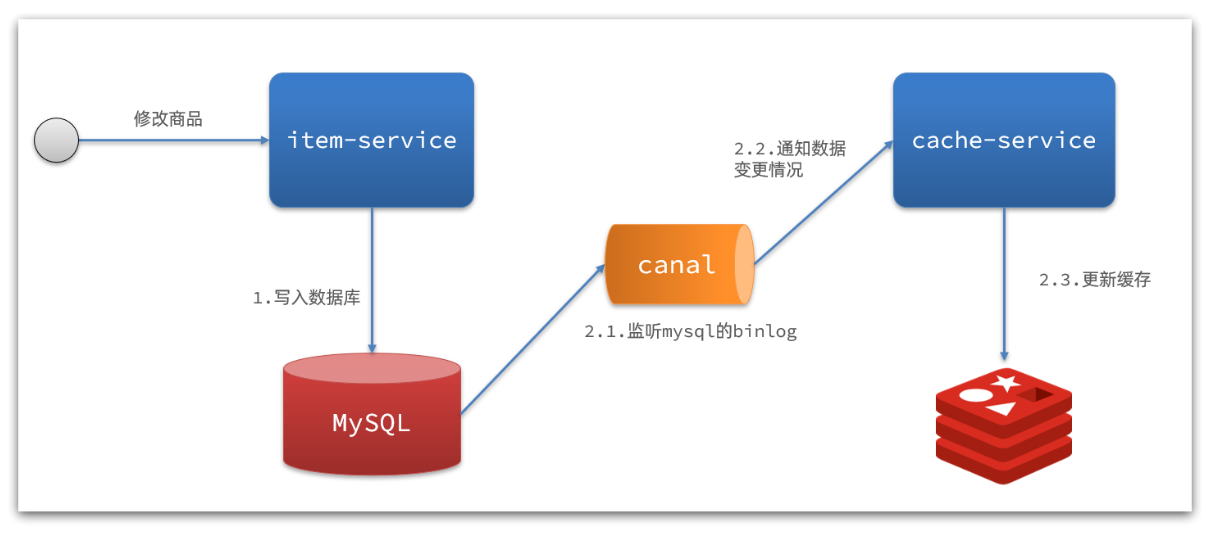 修改商品
item-service
1.写入数据库
MySQL
canal
2.1.监听mysql的binlog
2.2.通知数据
变更情况
cache-service
2.3.更新缓存